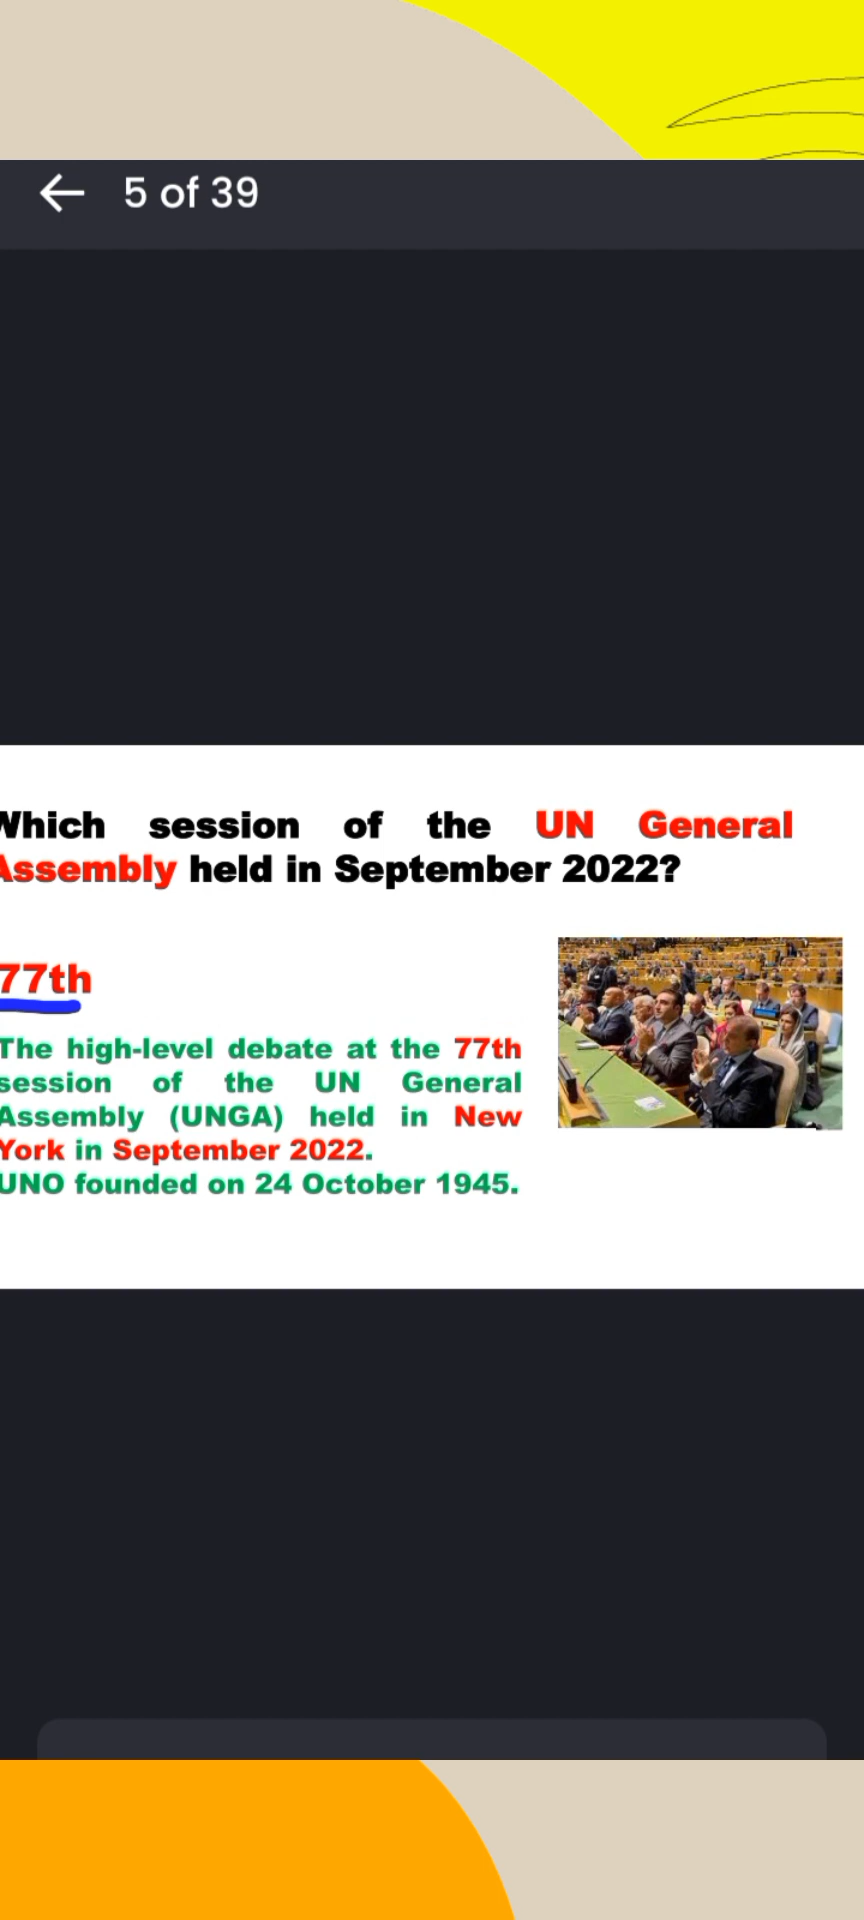 5 of 39
Which session of the UN General
Assembly held in September 2022?
77th
The high-level debate at the 77th
session of the UN General
Assembly (UNGA) held in New
York in September 2022.
UNO founded on 24 October 1945.